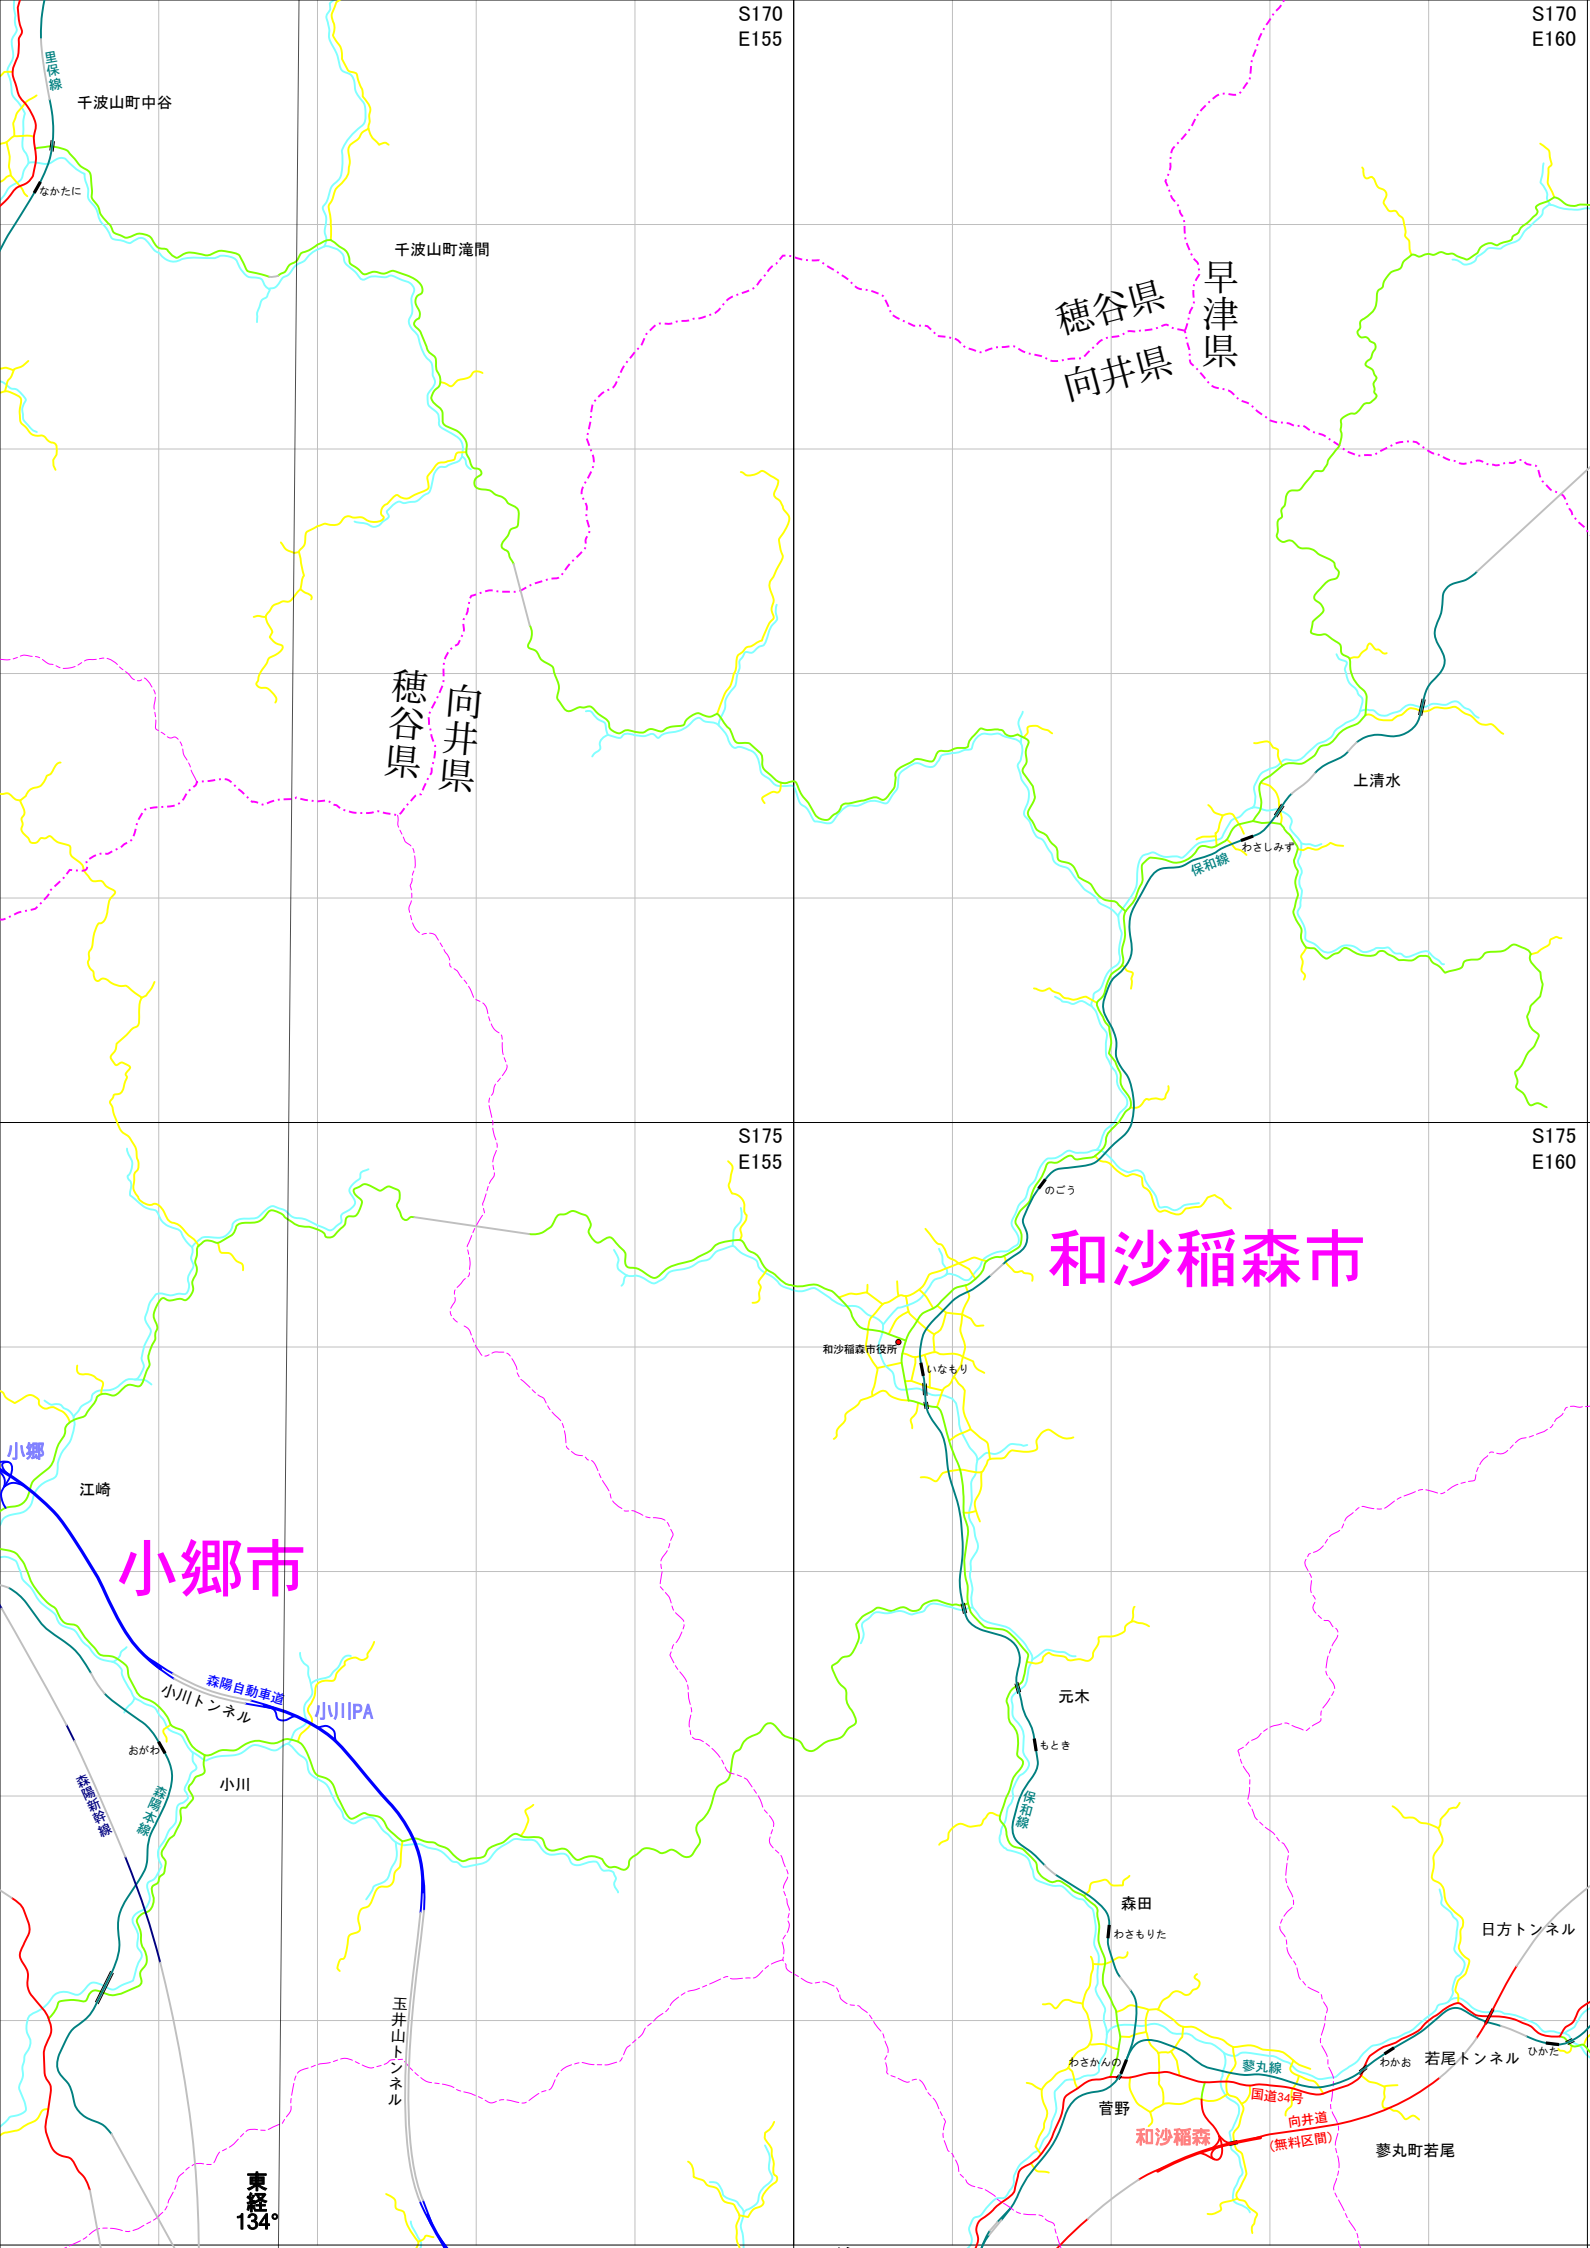 S170
E155
S170
E160
里保線
千波山町中谷
なかたに
千波山町滝間
穂谷県
早津県
向井県
穂谷県
向井県
上清水
わさしみず
保和線
S175
E155
S175
E160
のごう
和沙稲森市
和沙稲森市役所
いなもり
小郷
江崎
小郷市
森陽自動車道
小川トンネル
小川PA
元木
おがわ
もとき
小川
森陽新幹線
森陽本線
保和線
森田
わさもりた
日方トンネル
玉井山トンネル
わさかんの
蓼丸線
わかお
若尾トンネル
ひかた
国道34号
菅野
向井道
(無料区間)
和沙稲森
蓼丸町若尾
東経
134°